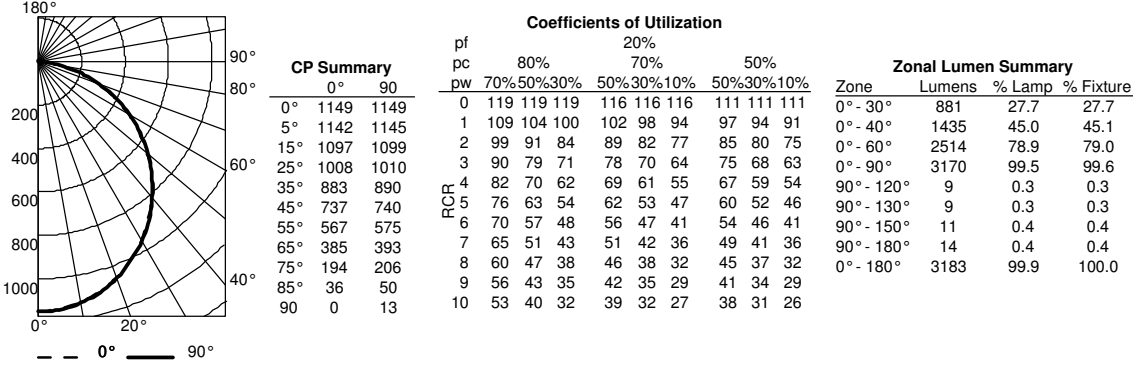 180°
90°
80°
200
400
60°
600
800
40°
1000
0° 20°
0° 90°
CP Summary
0° 90
0° 1149 1149
5° 1142 1145
15° 1097 1099
25° 1008 1010
35° 883 890
45° 737 740
55° 567 575
65° 385 393
75° 194 206
85° 36 50
90 0 13
Coefficients of Utilization
pf 20%
pc 80% 70% 50%
pw 70%50%30% 50%30%10% 50%30%10%
RCR
0 119 119 119 116 116 116 111 111 111
1 109 104 100 102 98 94 97 94 91
2 99 91 84 89 82 77 85 80 75
3 90 79 71 78 70 64 75 68 63
4 82 70 62 69 61 55 67 59 54
5 76 63 54 62 53 47 60 52 46
6 70 57 48 56 47 41 54 46 41
7 65 51 43 51 42 36 49 41 36
8 60 47 38 46 38 32 45 37 32
9 56 43 35 42 35 29 41 34 29
10 53 40 32 39 32 27 38 31 26
Zonal Lumen Summary
Zone Lumens % Lamp % Fixture
0°- 30° 881 27.7 27.7
0°- 40° 1435 45.0 45.1
0°- 60° 2514 78.9 79.0
0°- 90° 3170 99.5 99.6
90°- 120° 9 0.3 0.3
90°- 130° 9 0.3 0.3
90°- 150° 11 0.4 0.4
90°- 180° 14 0.4 0.4
0°- 180° 3183 99.9 100.0